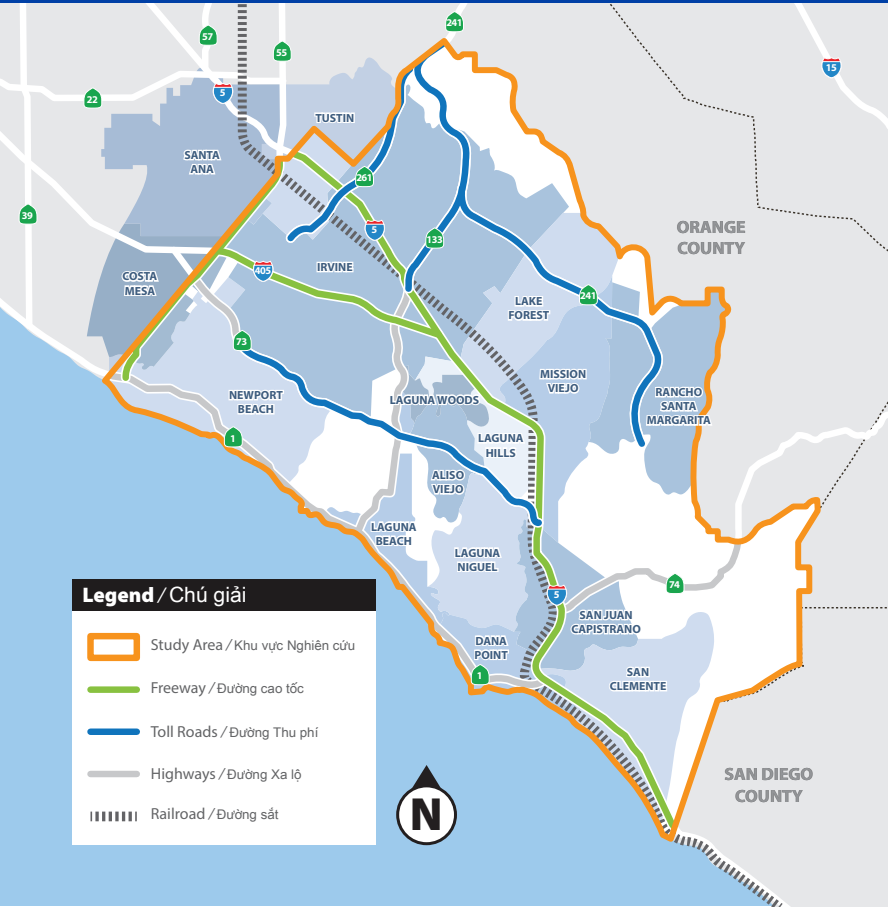 241
57
55
15
5
22
TUSTIN
SANTA
ANA
261
39
5
133
ORANGE
COUNTY
405
IRVINE
COSTA
MESA
241
LAKE
FOREST
73
MISSION
VIEJO
NEWPORT
BEACH
LAGUNA WOODS
RANCHO
SANTA
MARGARITA
1
LAGUNA
HILLS
ALISO
VIEJO
LAGUNA
BEACH
LAGUNA
NIGUEL
74
5
SAN JUAN
CAPISTRANO
DANA
POINT
1
SAN
CLEMENTE
SAN DIEGO
COUNTY
Legend / Chú giải
Study Area / Khu vực Nghiên cứu
Freeway / Đường cao tốc
Toll Roads / Đường Thu phí
Highways / Đường Xa lộ
Railroad / Đường sắt
N